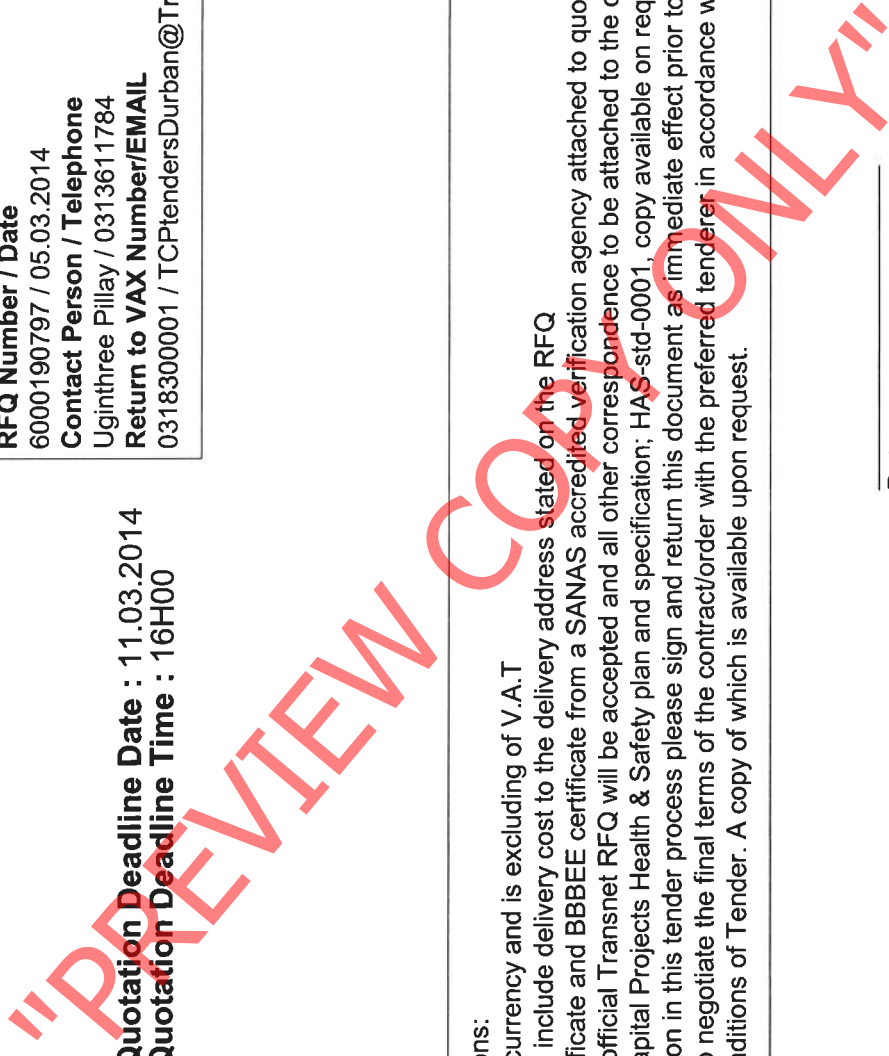 RFQ Number / Date
6000190797 / 05.03.2014
Contact Person / Telephone
Uginthree Pillay / 0313611784
Return to VAX Number/EMAIL
0318300001 / TCPtendersDurban@Tr
Quotation Deadline Date : 11.03.2014
Quotation Deadline Time : 16H00
ons:
currency and is excluding of V.A.T
include delivery cost to the delivery address stated on the RFQ
ficate and BBBEE certificate from a SANAS accredited verification agency attached to quo
official Transnet RFQ will be accepted and all other correspondence to be attached to the
apital Projects Health & Safety plan and specification; HAS-std-0001, copy available on req
on in this tender process please sign and return this document as immediate effect prior to
negotiate the final terms of the contract/order with the preferred tenderer in accordance w
nditions of Tender. A copy of which is available upon request.
"PREVIEW COPY ONLY"